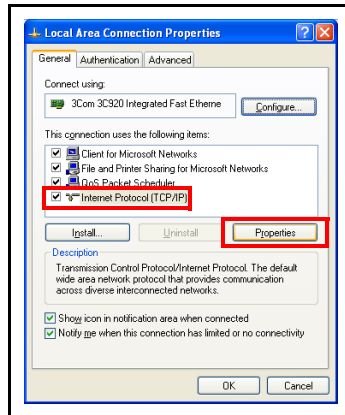 Local Area Connection Properties
General Authentication Advanced
Connect using:
3Com 3C920 Integrated Fast Etherne Configure...
This connection uses the following items:
Client for Microsoft Networks
File and Printer Sharing for Microsoft Networks
QoS Packet Scheduler
Internet Protocol (TCP/IP)
Install... Uninstall Properties
Description
Transmission Control Protocol/Internet Protocol. The default
wide area network protocol that provides communication
across diverse interconnected networks.
Show icon in notification area when connected
Notify me when this connection has limited or no connectivity
OK Cancel